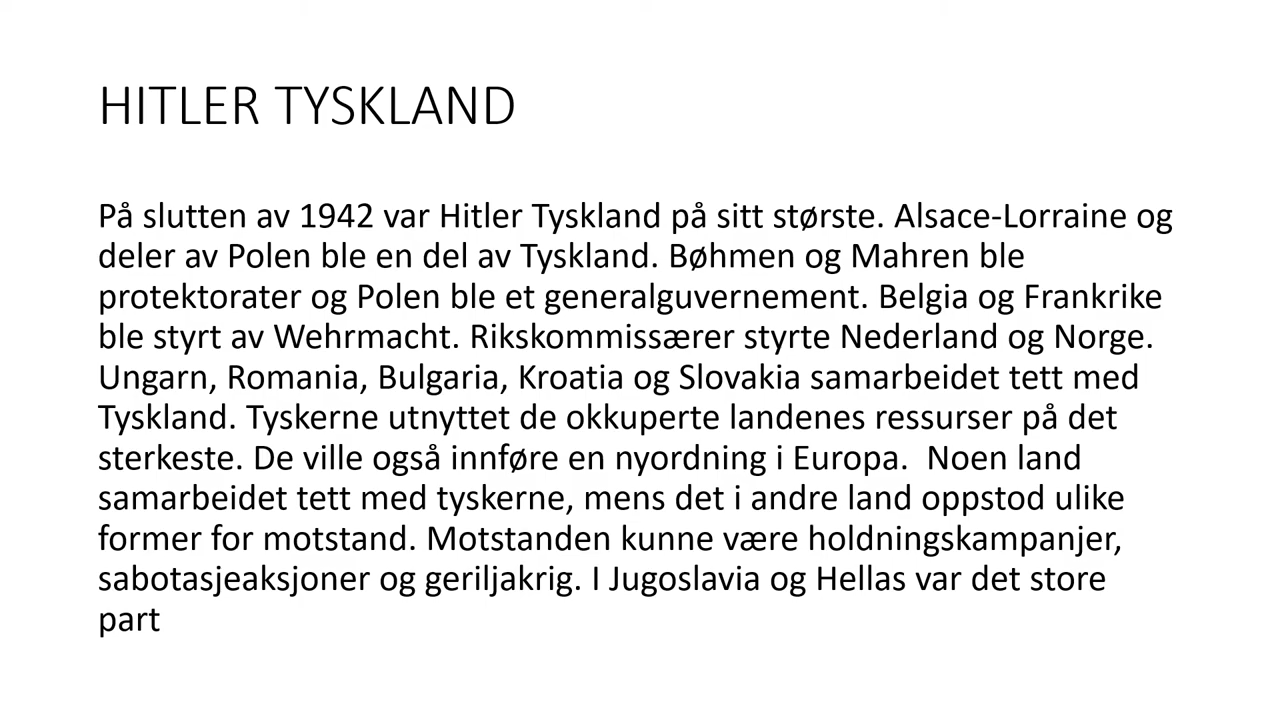 HITLER TYSKLAND
På slutten av 1942 var Hitler Tyskland på sitt største. Alsace-Lorraine og
deler av Polen ble en del av Tyskland. Bøhmen og Mahren ble
protektorater og Polen ble et generalguvernement. Belgia og Frankrike
ble styrt av Wehrmacht. Rikskommissærer styrte Nederland og Norge.
Ungarn, Romania, Bulgaria, Kroatia og Slovakia samarbeidet tett med
Tyskland. Tyskerne utnyttet de okkuperte landenes ressurser på det
sterkeste. De ville også innføre en nyordning i Europa.  Noen land
samarbeidet tett med tyskerne, mens det i andre land oppstod ulike
former for motstand. Motstanden kunne være holdningskampanjer,
sabotasjeaksjoner og geriljakrig. I Jugoslavia og Hellas var det store
part